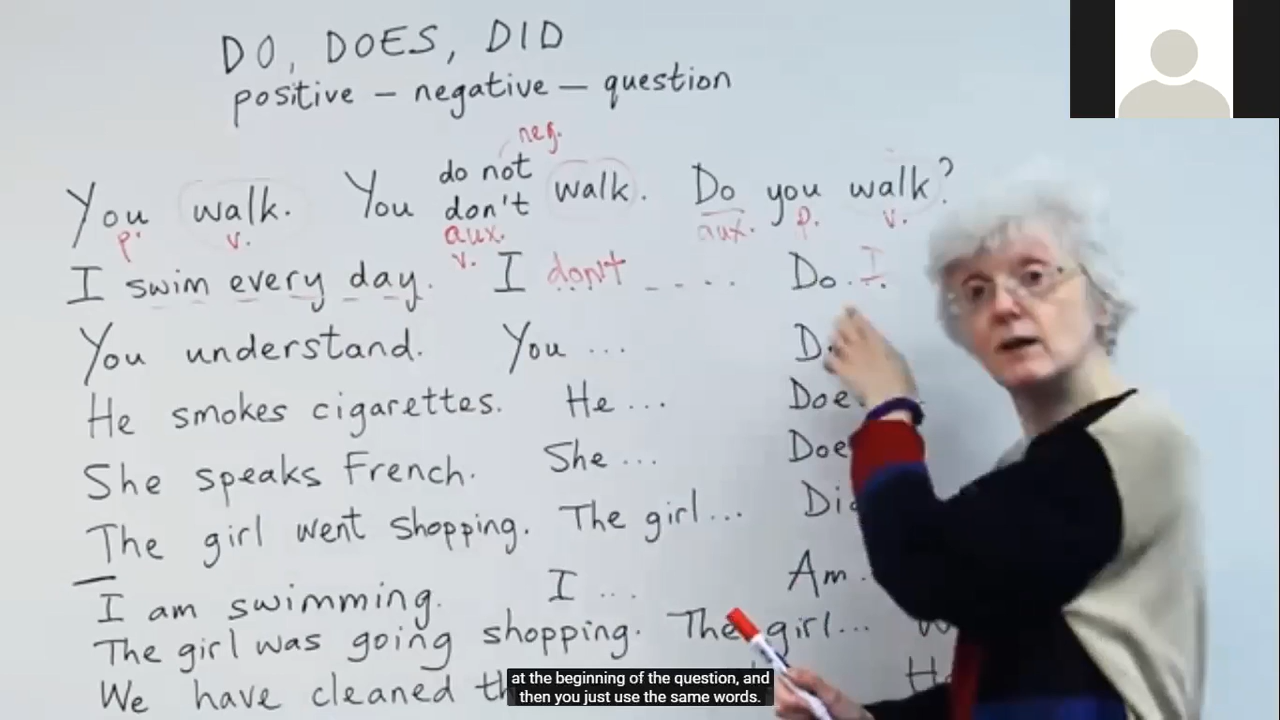 DO, DOES, DID
positive - negative - question
neg.
do not
You walk. You don't walk. Do you walk?
p. v. aux. v. aux. p. v.
I swim every day. I don't .... Do . I .
You understand. You ...
He smokes cigarettes. He ...
She speaks French. She ...
The girl went shopping. The girl ...
I am swimming. I ... Am
The girl was going shopping. The girl ...
We have cleaned
at the beginning of the question, and
then you just use the same words.